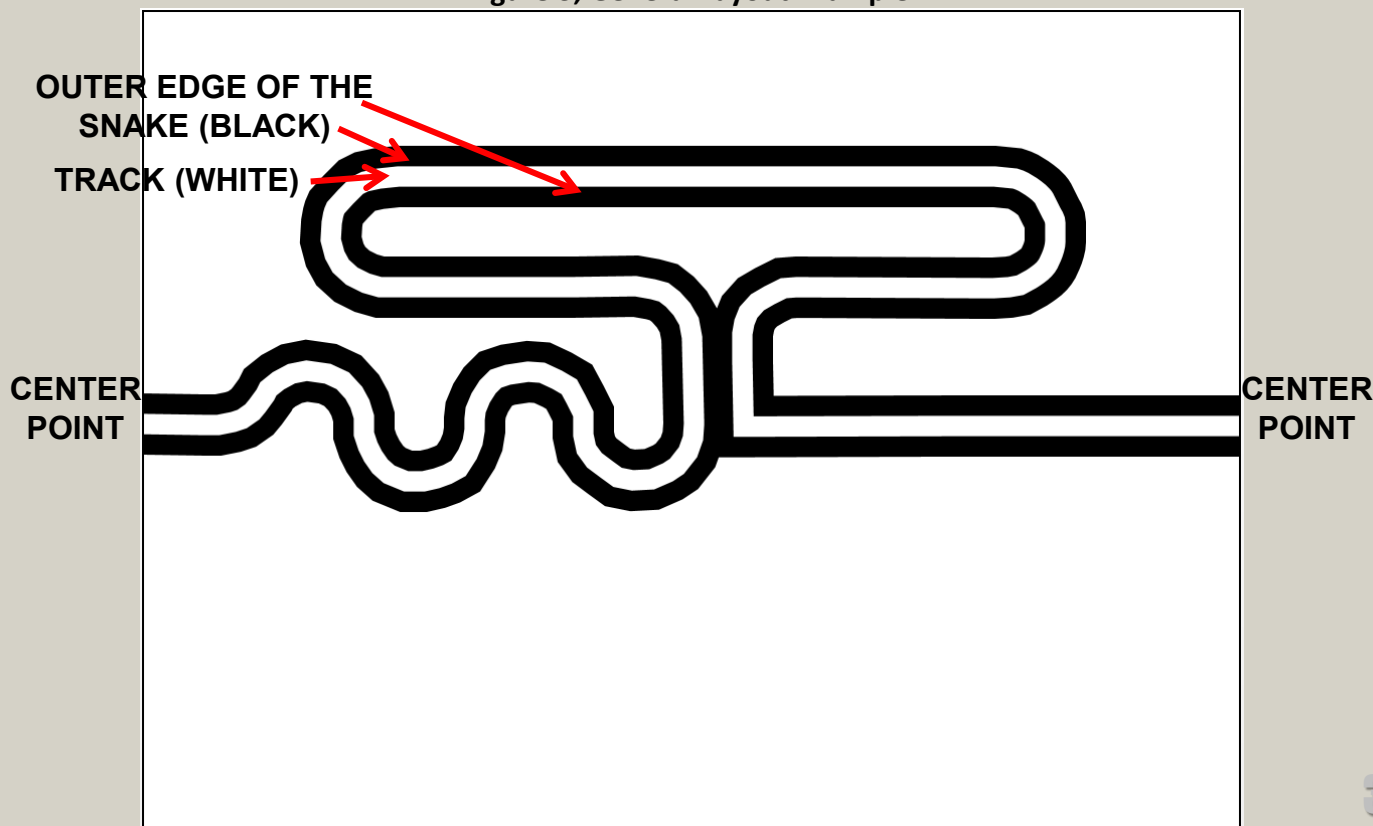 OUTER EDGE OF THE
SNAKE (BLACK)
TRACK (WHITE)
CENTER
POINT
CENTER
POINT